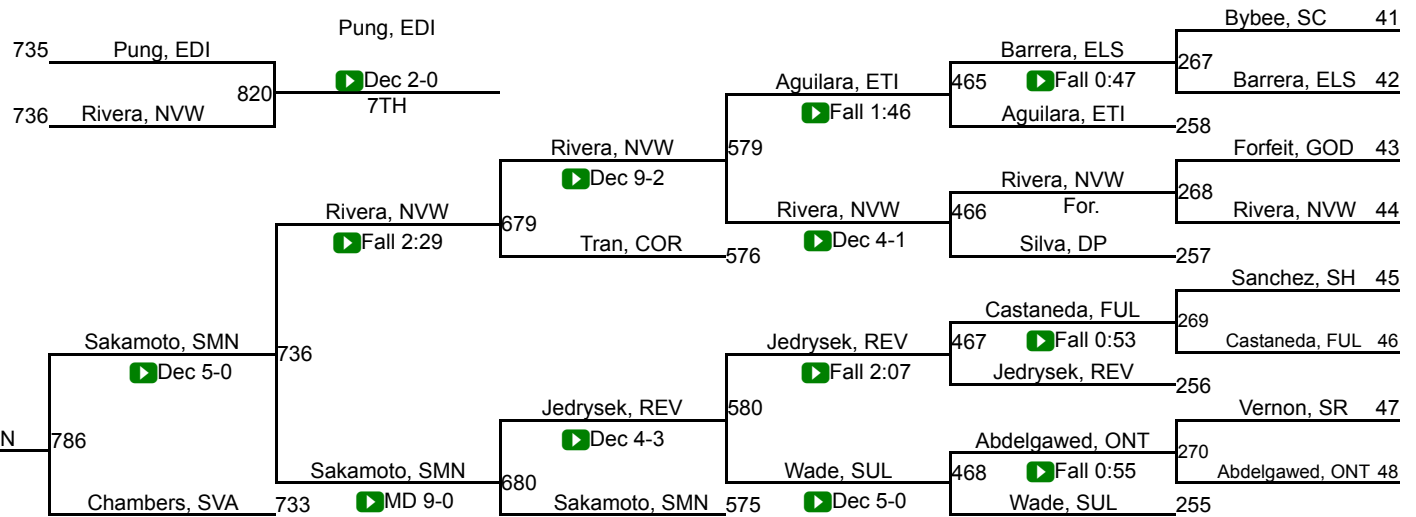 Bybee, SC 41
Pung, EDI
735 Pung, EDI Barrera, ELS 267
820 Dec 2-0 Aguilara, ETI 465 Fall 0:47 Barrera, ELS 42
7TH
736 Rivera, NVW Fall 1:46 Aguilara, ETI 258
Rivera, NVW 579 Forfeit, GOD 43
Dec 9-2 Rivera, NVW 268
For.
Rivera, NVW 679 Rivera, NVW 466 Rivera, NVW 44
Fall 2:29 Tran, COR 576 Dec 4-1 Silva, DP 257
Sanchez, SH 45
Castaneda, FUL 269
Sakamoto, SMN 736 Jedrysek, REV 467 Fall 0:53 Castaneda, FUL 46
Dec 5-0 Fall 2:07 Jedrysek, REV 256
Jedrysek, REV 580 Vernon, SR 47
N 786 Dec 4-3 Abdelgawed, ONT 270
Sakamoto, SMN 680 Wade, SUL 468 Fall 0:55 Abdelgawed, ONT 48
Chambers, SVA 733 MD 9-0 Sakamoto, SMN 575 Dec 5-0 Wade, SUL 255